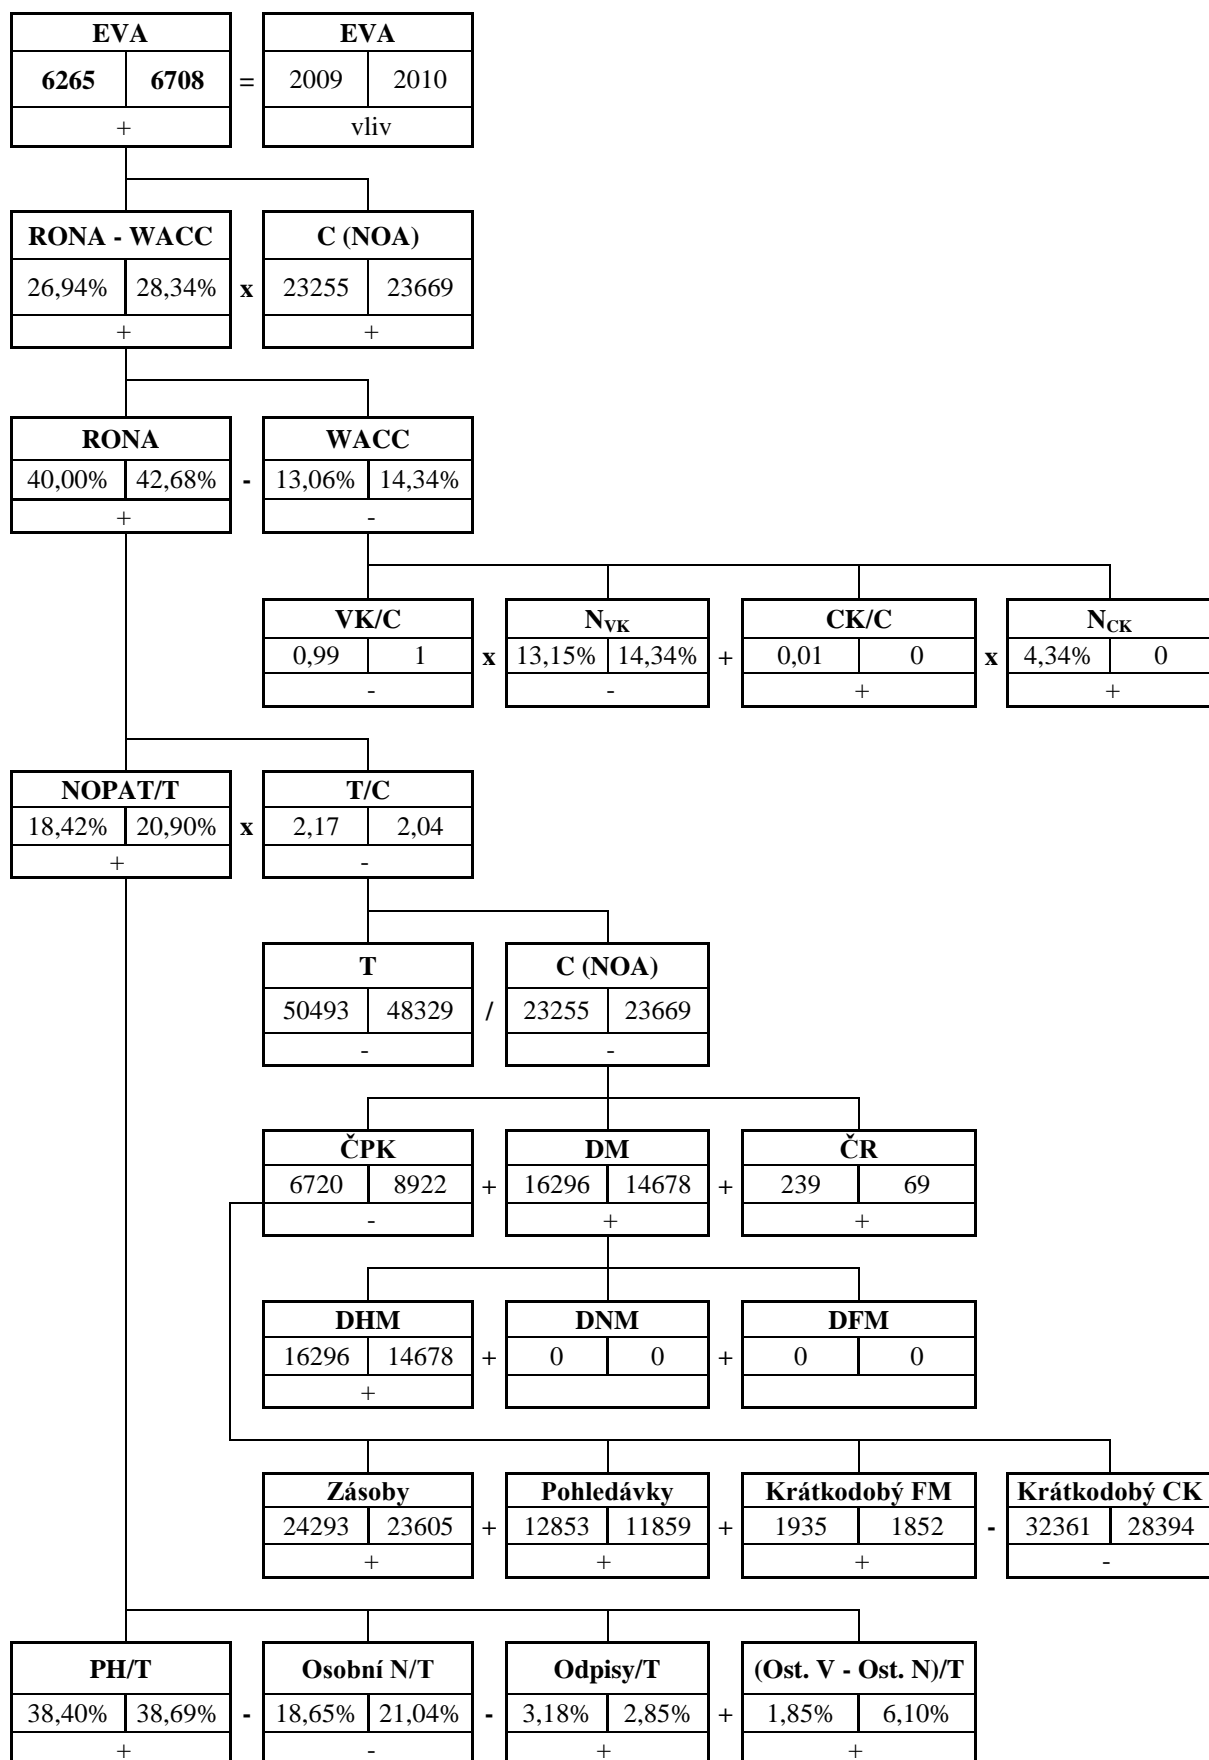 EVA EVA
6265 6708 = 2009 2010
+ vliv
RONA - WACC C (NOA)
26,94% 28,34% x 23255 23669
+ +
RONA WACC
40,00% 42,68% - 13,06% 14,34%
+ -
VK/C N_VK CK/C N_CK
0,99 1 x 13,15% 14,34% + 0,01 0 x 4,34% 0
- - + +
NOPAT/T T/C
18,42% 20,90% x 2,17 2,04
+ -
T C (NOA)
50493 48329 / 23255 23669
- -
ČPK DM ČR
6720 8922 + 16296 14678 + 239 69
- + +
DHM DNM DFM
16296 14678 + 0 0 + 0 0
+
Zásoby Pohledávky Krátkodobý FM Krátkodobý CK
24293 23605 + 12853 11859 + 1935 1852 - 32361 28394
+ + + -
PH/T Osobní N/T Odpisy/T (Ost. V - Ost. N)/T
38,40% 38,69% - 18,65% 21,04% - 3,18% 2,85% + 1,85% 6,10%
+ - + +